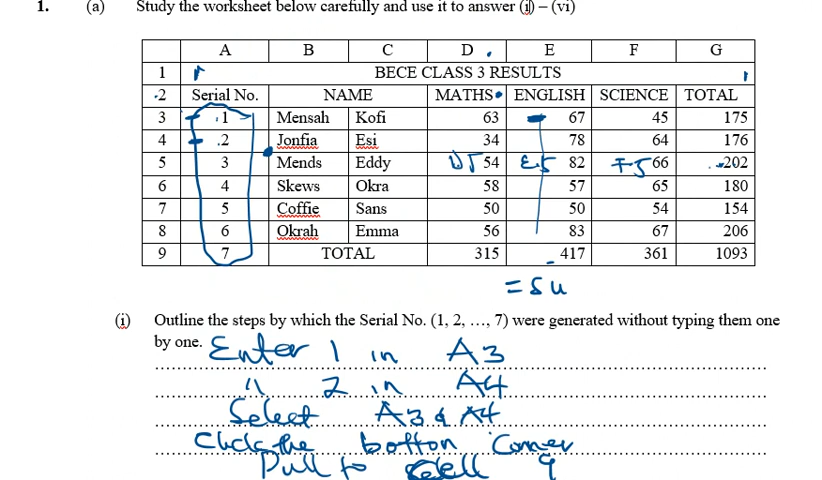 1. (a) Study the worksheet below carefully and use it to answer (i) – (vi)
A B C D E F G
1 BECE CLASS 3 RESULTS
2 Serial No. NAME MATHS ENGLISH SCIENCE TOTAL
3 1 Mensah Kofi 63 67 45 175
4 2 Jonfia Esi 34 78 64 176
5 3 Mends Eddy D5 54 E5 82 F5 66 202
6 4 Skews Okra 58 57 65 180
7 5 Coffie Sans 50 50 54 154
8 6 Okrah Emma 56 83 67 206
9 7 TOTAL 315 417 361 1093
= su
(i) Outline the steps by which the Serial No. (1, 2, …, 7) were generated without typing them one
by one. Enter 1 in A3
" 2 in A4
Select A3 & A4
Click the botton corner
Pull to cell 9